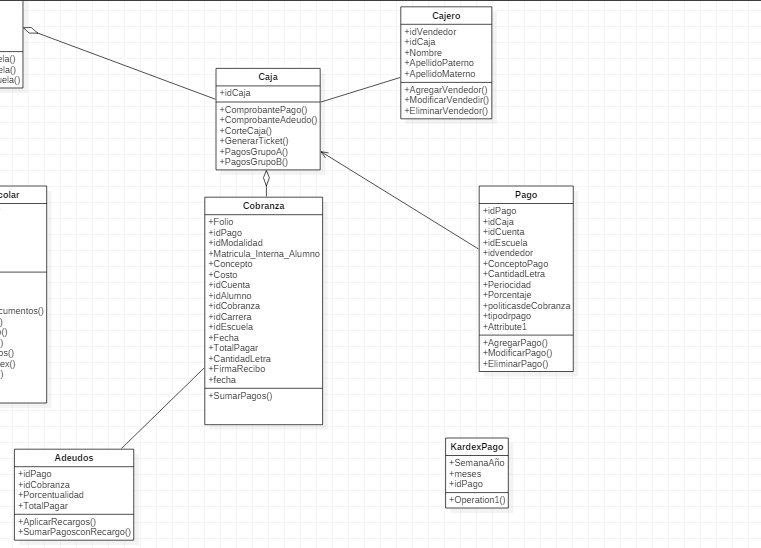 ela()
ela()
uela()
Cajero
+idVendedor
+idCaja
+Nombre
+ApellidoPaterno
+ApellidoMaterno
+AgregarVendedor()
+ModificarVendedir()
+EliminarVendedor()
Caja
+idCaja
+ComprobantePago()
+ComprobanteAdeudo()
+CorteCaja()
+GenerarTicket()
+PagosGrupoA()
+PagosGrupoB()
colar
cumentos()
)
()
)
os()
ex()
)
Cobranza
+Folio
+idPago
+idModalidad
+Matricula_Interna_Alumno
+Concepto
+Costo
+idCuenta
+idAlumno
+idCobranza
+idCarrera
+idEscuela
+Fecha
+TotalPagar
+CantidadLetra
+FirmaRecibo
+fecha
+SumarPagos()
Pago
+idPago
+idCaja
+idCuenta
+idEscuela
+idvendedor
+ConceptoPago
+CantidadLetra
+Periocidad
+Porcentaje
+politicasdeCobranza
+tipodrpago
+Attribute1
+AgregarPago()
+ModificarPago()
+EliminarPago()
Adeudos
+idPago
+idCobranza
+Porcentualidad
+TotalPagar
+AplicarRecargos()
+SumarPagosconRecargo()
KardexPago
+SemanaAño
+meses
+idPago
+Operation1()